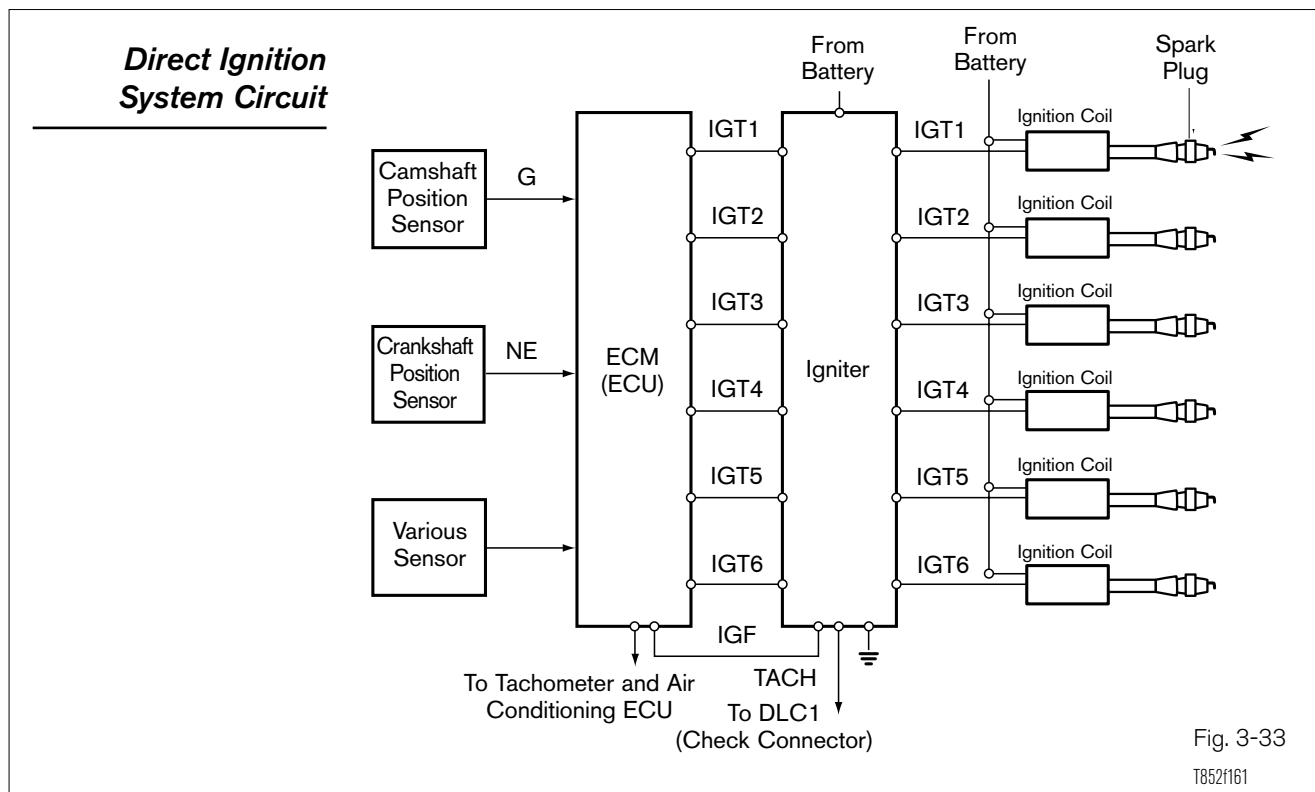 Direct Ignition
System Circuit
From
Battery
From
Battery
Spark
Plug
Camshaft
Position
Sensor
G
Crankshaft
Position
Sensor
NE
Various
Sensor
ECM
(ECU)
IGT1
IGT2
IGT3
IGT4
IGT5
IGT6
Igniter
IGT1
IGT2
IGT3
IGT4
IGT5
IGT6
Ignition Coil
Ignition Coil
Ignition Coil
Ignition Coil
Ignition Coil
Ignition Coil
IGF
To Tachometer and Air
Conditioning ECU
TACH
To DLC1
(Check Connector)
Fig. 3-33
T852f161